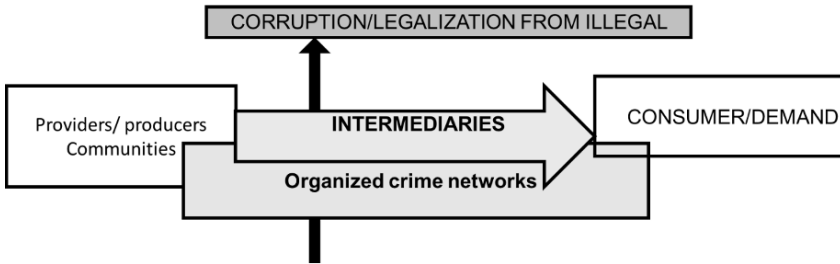 CORRUPTION/LEGALIZATION FROM ILLEGAL
Providers/ producers
Communities
INTERMEDIARIES
CONSUMER/DEMAND
Organized crime networks